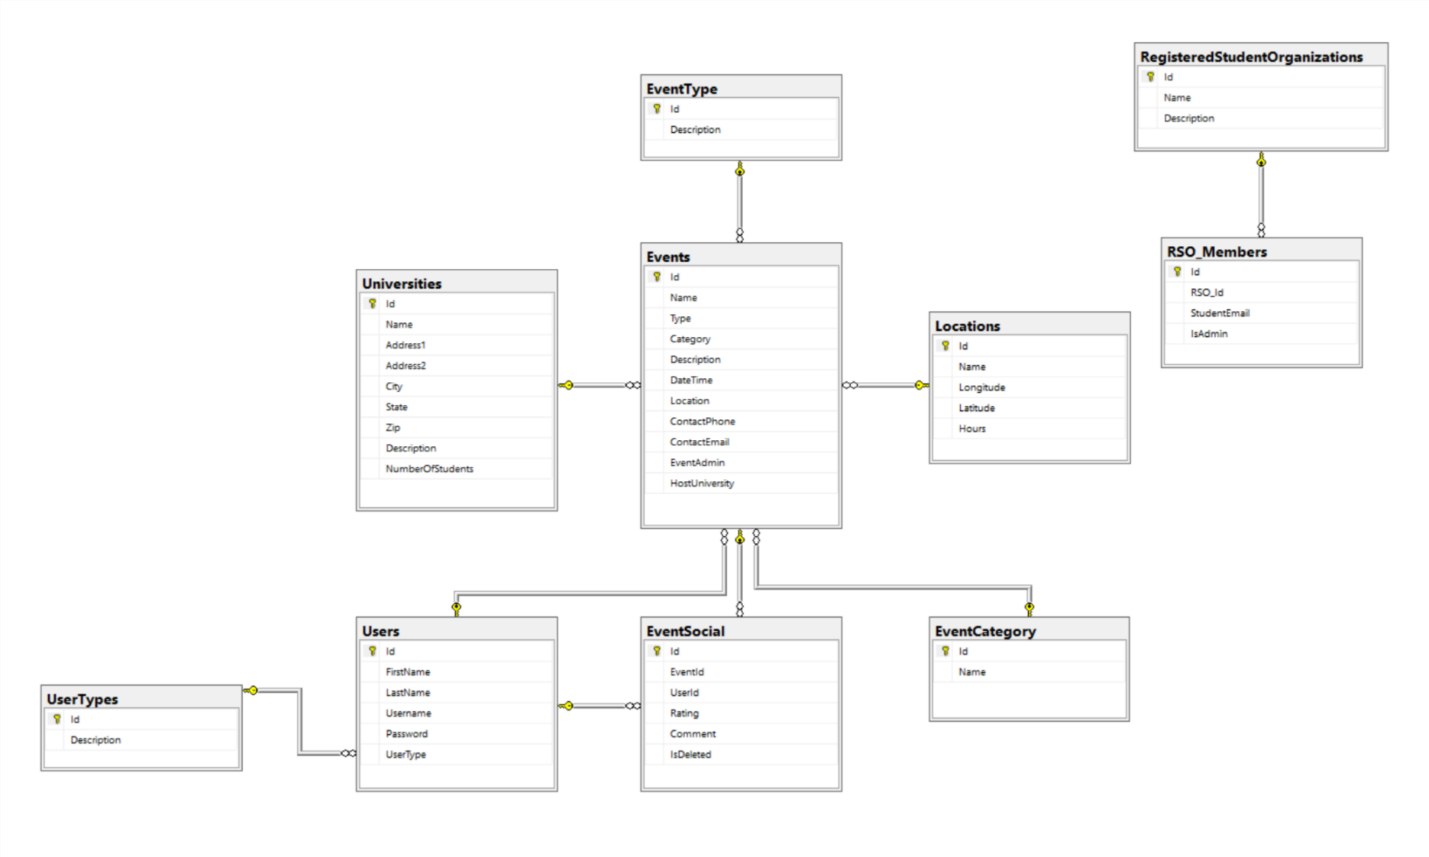 RegisteredStudentOrganizations
Id
Name
Description
EventType
Id
Description
RSO_Members
Id
RSO_Id
StudentEmail
IsAdmin
Events
Id
Name
Type
Category
Description
DateTime
Location
ContactPhone
ContactEmail
EventAdmin
HostUniversity
Universities
Id
Name
Address1
Address2
City
State
Zip
Description
NumberOfStudents
Locations
Id
Name
Longitude
Latitude
Hours
Users
Id
FirstName
LastName
Username
Password
UserType
EventSocial
Id
EventId
UserId
Rating
Comment
IsDeleted
EventCategory
Id
Name
UserTypes
Id
Description